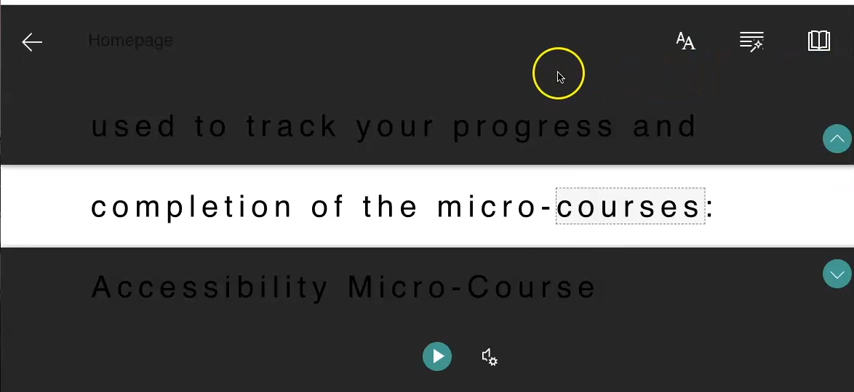 Homepage
used to track your progress and
completion of the micro-courses:
Accessibility Micro-Course